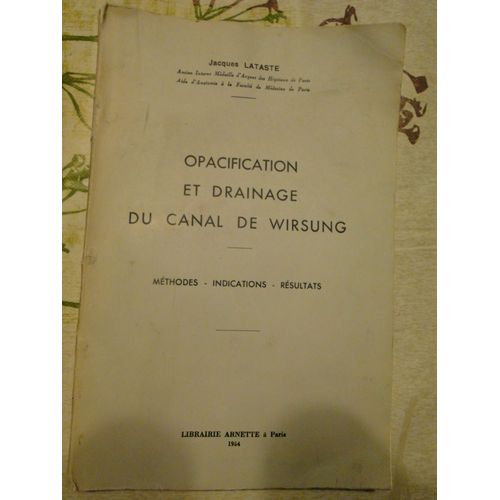 Jacques LATASTE
Ancien Interne Médaille d'Argent des Hôpitaux de Paris
Aide d'Anatomie à la Faculté de Médecine de Paris
OPACIFICATION
ET DRAINAGE
DU CANAL DE WIRSUNG
MÉTHODES - INDICATIONS - RÉSULTATS
LIBRAIRIE ARNETTE à Paris
1954